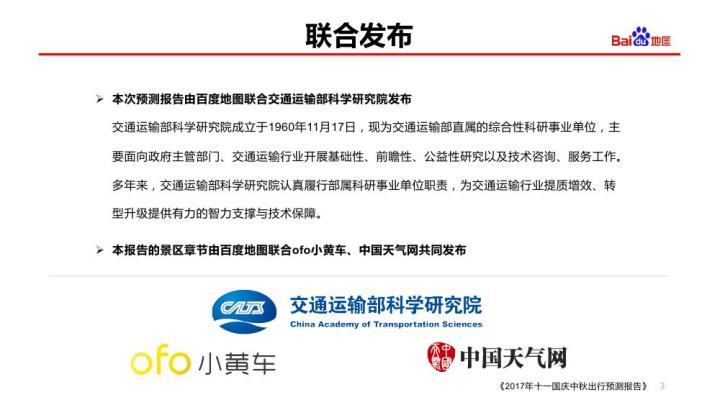 联合发布
Bai du 地图
➢ 本次预测报告由百度地图联合交通运输部科学研究院发布
交通运输部科学研究院成立于1960年11月17日，现为交通运输部直属的综合性科研事业单位，主
要面向政府主管部门、交通运输行业开展基础性、前瞻性、公益性研究以及技术咨询、服务工作。
多年来，交通运输部科学研究院认真履行部属科研事业单位职责，为交通运输行业提质增效、转
型升级提供有力的智力支撑与技术保障。
➢ 本报告的景区章节由百度地图联合ofo小黄车、中国天气网共同发布
CATS 交通运输部科学研究院
China Academy of Transportation Sciences
ofo 小黄车
中国天气网
《2017年十一国庆中秋出行预测报告》 3